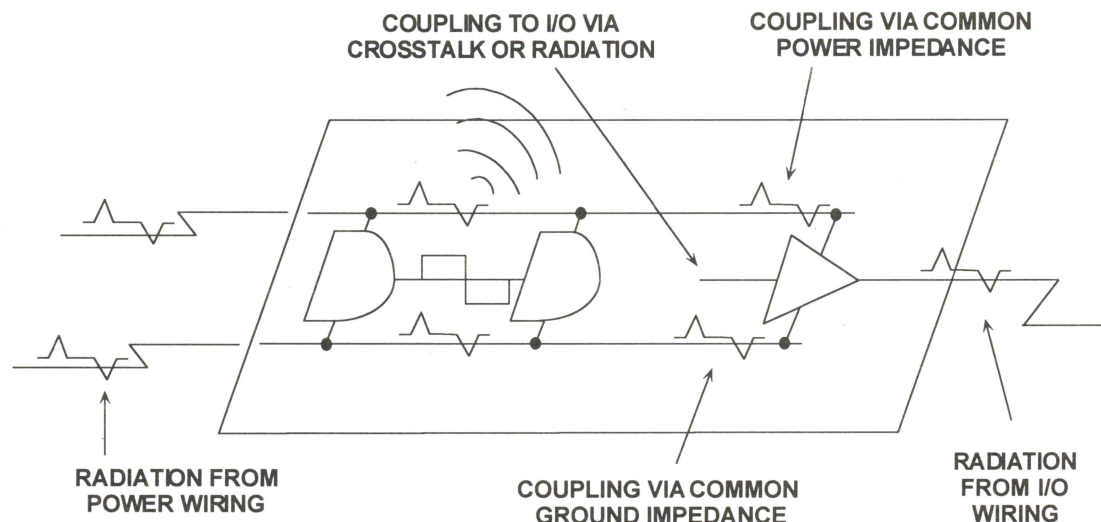 COUPLING TO I/O VIA
CROSSTALK OR RADIATION
COUPLING VIA COMMON
POWER IMPEDANCE
RADIATION FROM
POWER WIRING
COUPLING VIA COMMON
GROUND IMPEDANCE
RADIATION
FROM I/O
WIRING